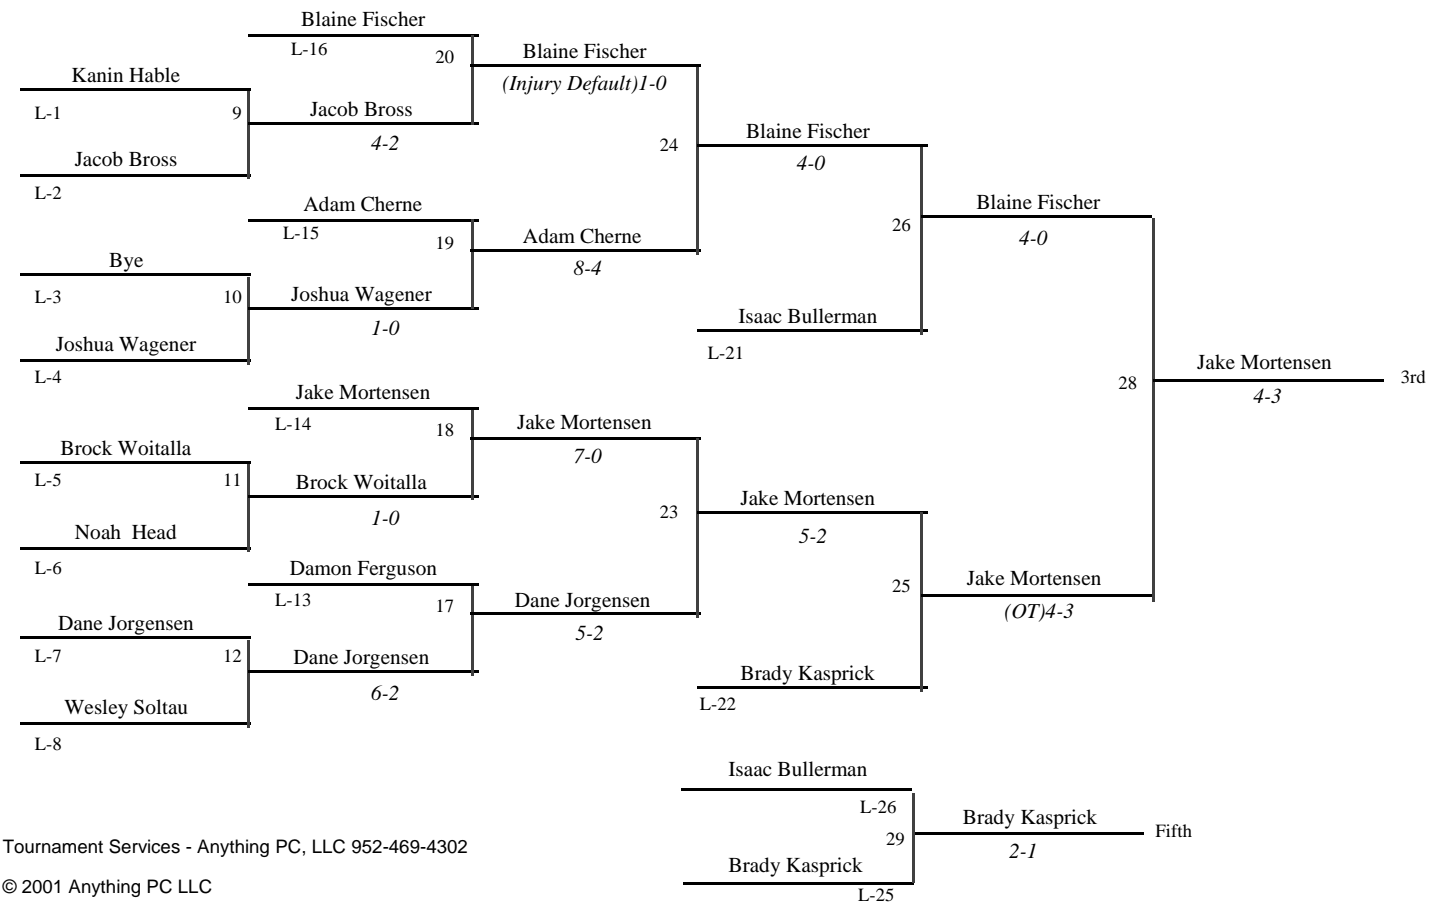 Blaine Fischer
L-16
20
Blaine Fischer
(Injury Default)1-0
Kanin Hable
L-1
9
Jacob Bross
4-2
Jacob Bross
L-2
24
Blaine Fischer
4-0
Adam Cherne
L-15
19
Adam Cherne
8-4
Bye
L-3
10
Joshua Wagener
1-0
Joshua Wagener
L-4
26
Blaine Fischer
4-0
Isaac Bullerman
L-21
Jake Mortensen
L-14
18
Jake Mortensen
7-0
Brock Woitalla
L-5
11
Brock Woitalla
1-0
Noah  Head
L-6
23
Jake Mortensen
5-2
28
Jake Mortensen
4-3
3rd
Damon Ferguson
L-13
17
Dane Jorgensen
5-2
Dane Jorgensen
L-7
12
Dane Jorgensen
6-2
Wesley Soltau
L-8
25
Jake Mortensen
(OT)4-3
Brady Kasprick
L-22
Isaac Bullerman
L-26
29
Brady Kasprick
2-1
Fifth
Brady Kasprick
L-25
Tournament Services - Anything PC, LLC 952-469-4302
© 2001 Anything PC LLC